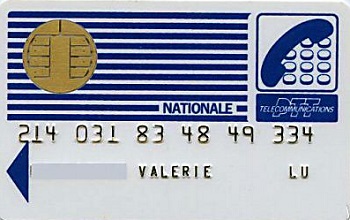 PTT
TELECOMMUNICATIONS
NATIONALE
214 031 83 48 49 334
VALERIE LU